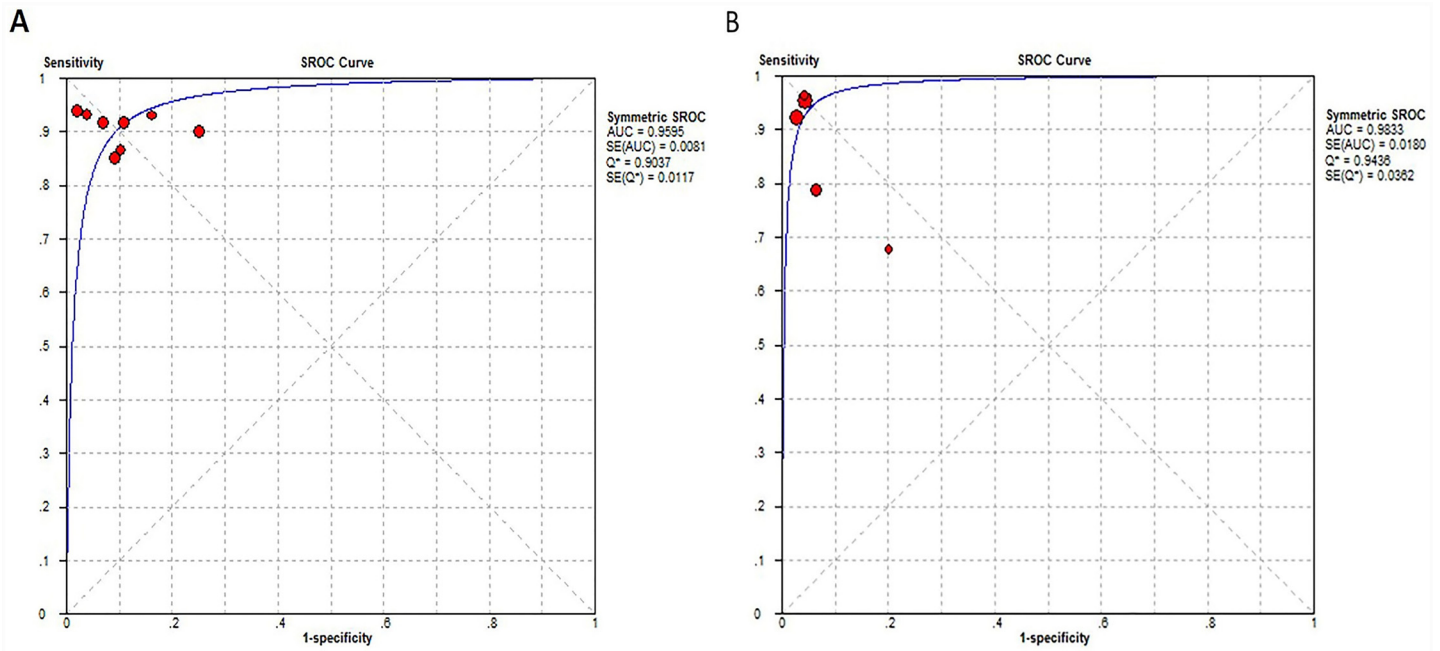 A
Sensitivity
SROC Curve
1
.9
.8
.7
.6
.5
.4
.3
.2
.1
0
0
.2
.4
.6
.8
1
1-specificity
Symmetric SROC
AUC = 0.9595
SE(AUC) = 0.0081
Q* = 0.9037
SE(Q*) = 0.0117
B
Sensitivity
SROC Curve
1
.9
.8
.7
.6
.5
.4
.3
.2
.1
0
0
.2
.4
.6
.8
1
1-specificity
Symmetric SROC
AUC = 0.9833
SE(AUC) = 0.0180
Q* = 0.9436
SE(Q*) = 0.0362